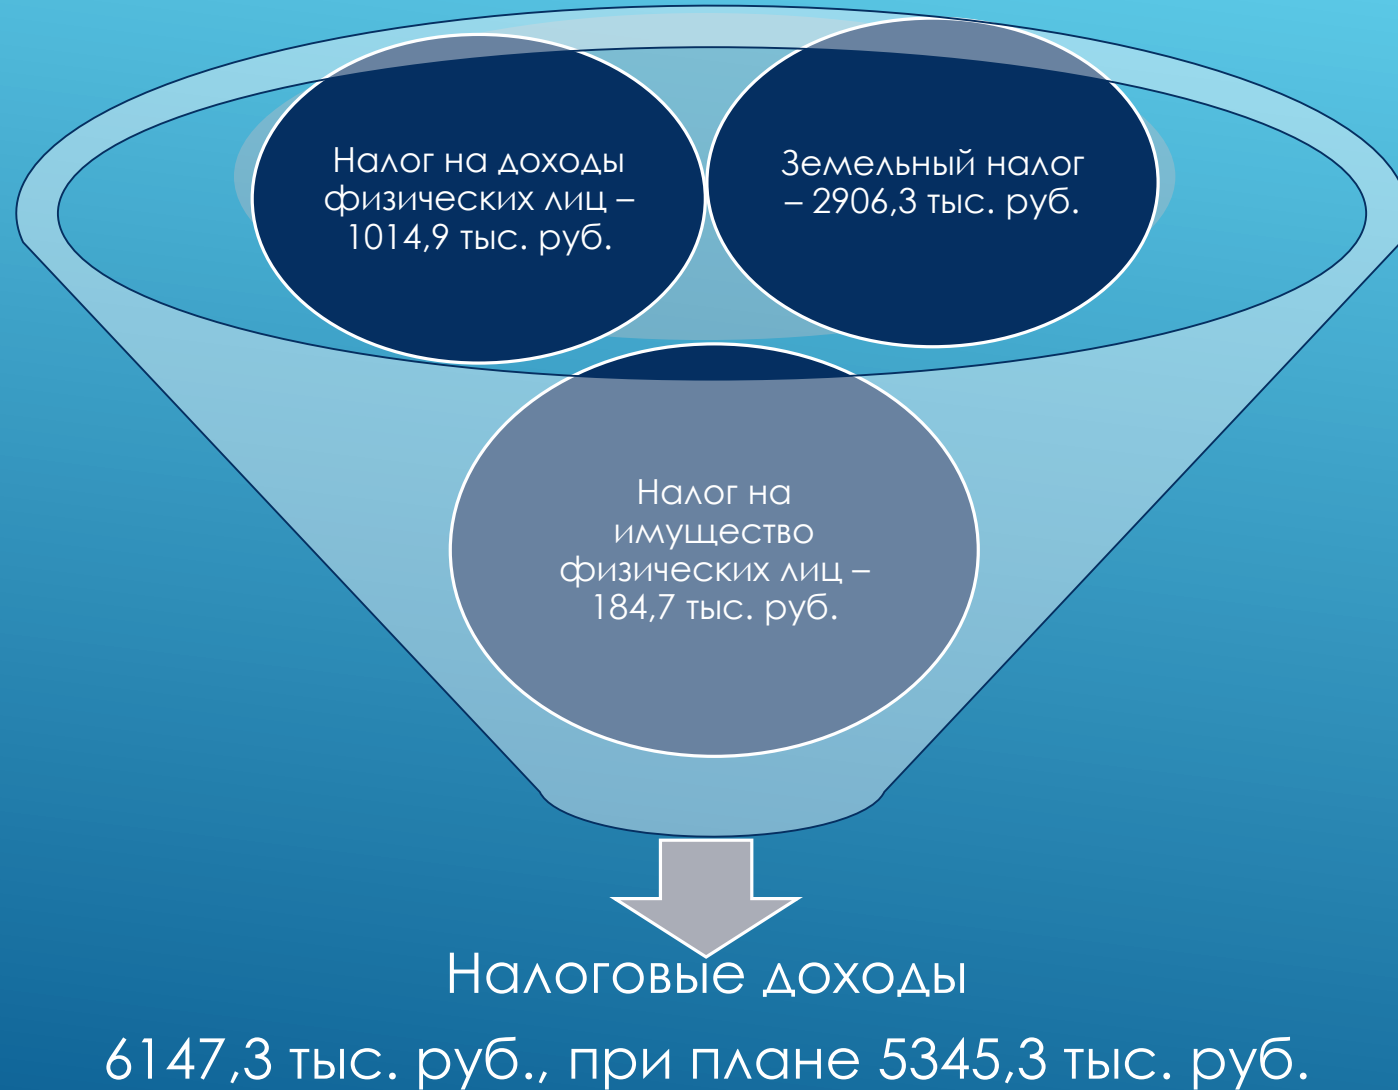 Налог на доходы
физических лиц –
1014,9 тыс. руб.
Земельный налог
– 2906,3 тыс. руб.
Налог на
имущество
физических лиц –
184,7 тыс. руб.
Налоговые доходы
6147,3 тыс. руб., при плане 5345,3 тыс. руб.